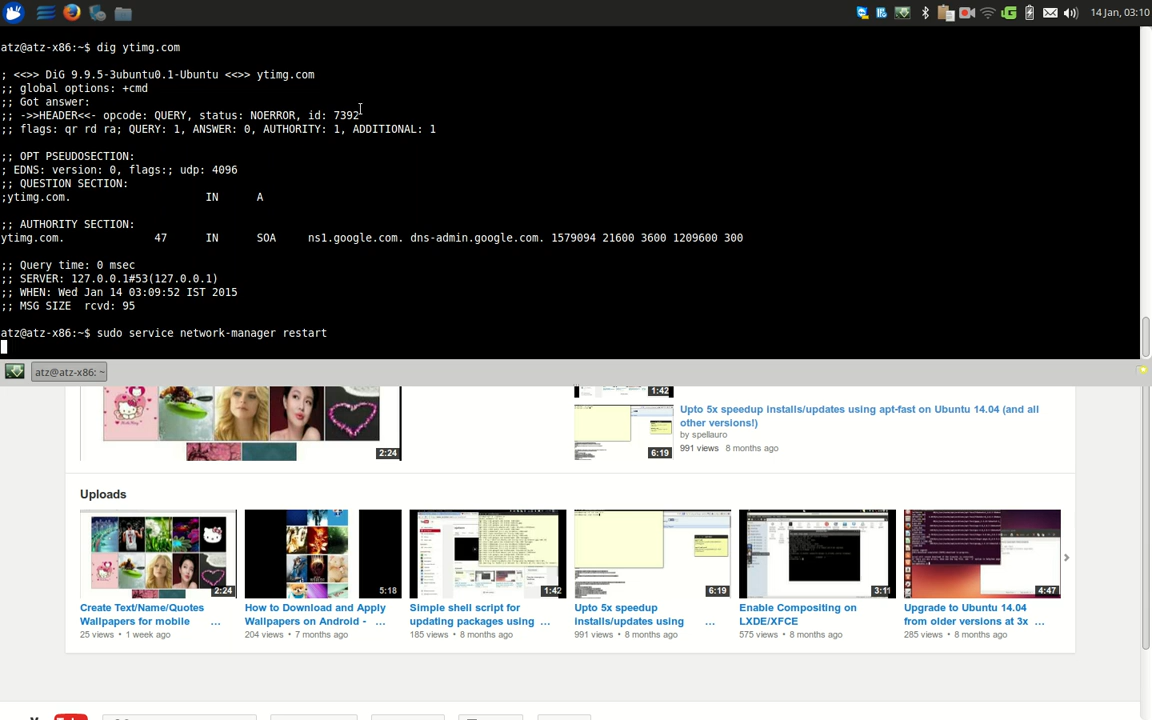 14 Jan, 03:10
atz@atz-x86:~$ dig ytimg.com
; <<>> DiG 9.9.5-3ubuntu0.1-Ubuntu <<>> ytimg.com
;; global options: +cmd
;; Got answer:
;; ->>HEADER<<- opcode: QUERY, status: NOERROR, id: 7392
;; flags: qr rd ra; QUERY: 1, ANSWER: 0, AUTHORITY: 1, ADDITIONAL: 1
;; OPT PSEUDOSECTION:
; EDNS: version: 0, flags:; udp: 4096
;; QUESTION SECTION:
;ytimg.com. IN A
;; AUTHORITY SECTION:
ytimg.com. 47 IN SOA ns1.google.com. dns-admin.google.com. 1579094 21600 3600 1209600 300
;; Query time: 0 msec
;; SERVER: 127.0.0.1#53(127.0.0.1)
;; WHEN: Wed Jan 14 03:09:52 IST 2015
;; MSG SIZE rcvd: 95
atz@atz-x86:~$ sudo service network-manager restart
atz@atz-x86: ~
1:42
Upto 5x speedup installs/updates using apt-fast on Ubuntu 14.04 (and all
other versions!)
by spellauro
991 views 8 months ago
2:24
6:19
Uploads
2:24
5:18
1:42
6:19
3:11
4:47
Create Text/Name/Quotes
Wallpapers for mobile ...
25 views • 1 week ago
How to Download and Apply
Wallpapers on Android - ...
204 views • 7 months ago
Simple shell script for
updating packages using ...
185 views • 8 months ago
Upto 5x speedup
installs/updates using ...
991 views • 8 months ago
Enable Compositing on
LXDE/XFCE
575 views • 8 months ago
Upgrade to Ubuntu 14.04
from older versions at 3x ...
285 views • 8 months ago